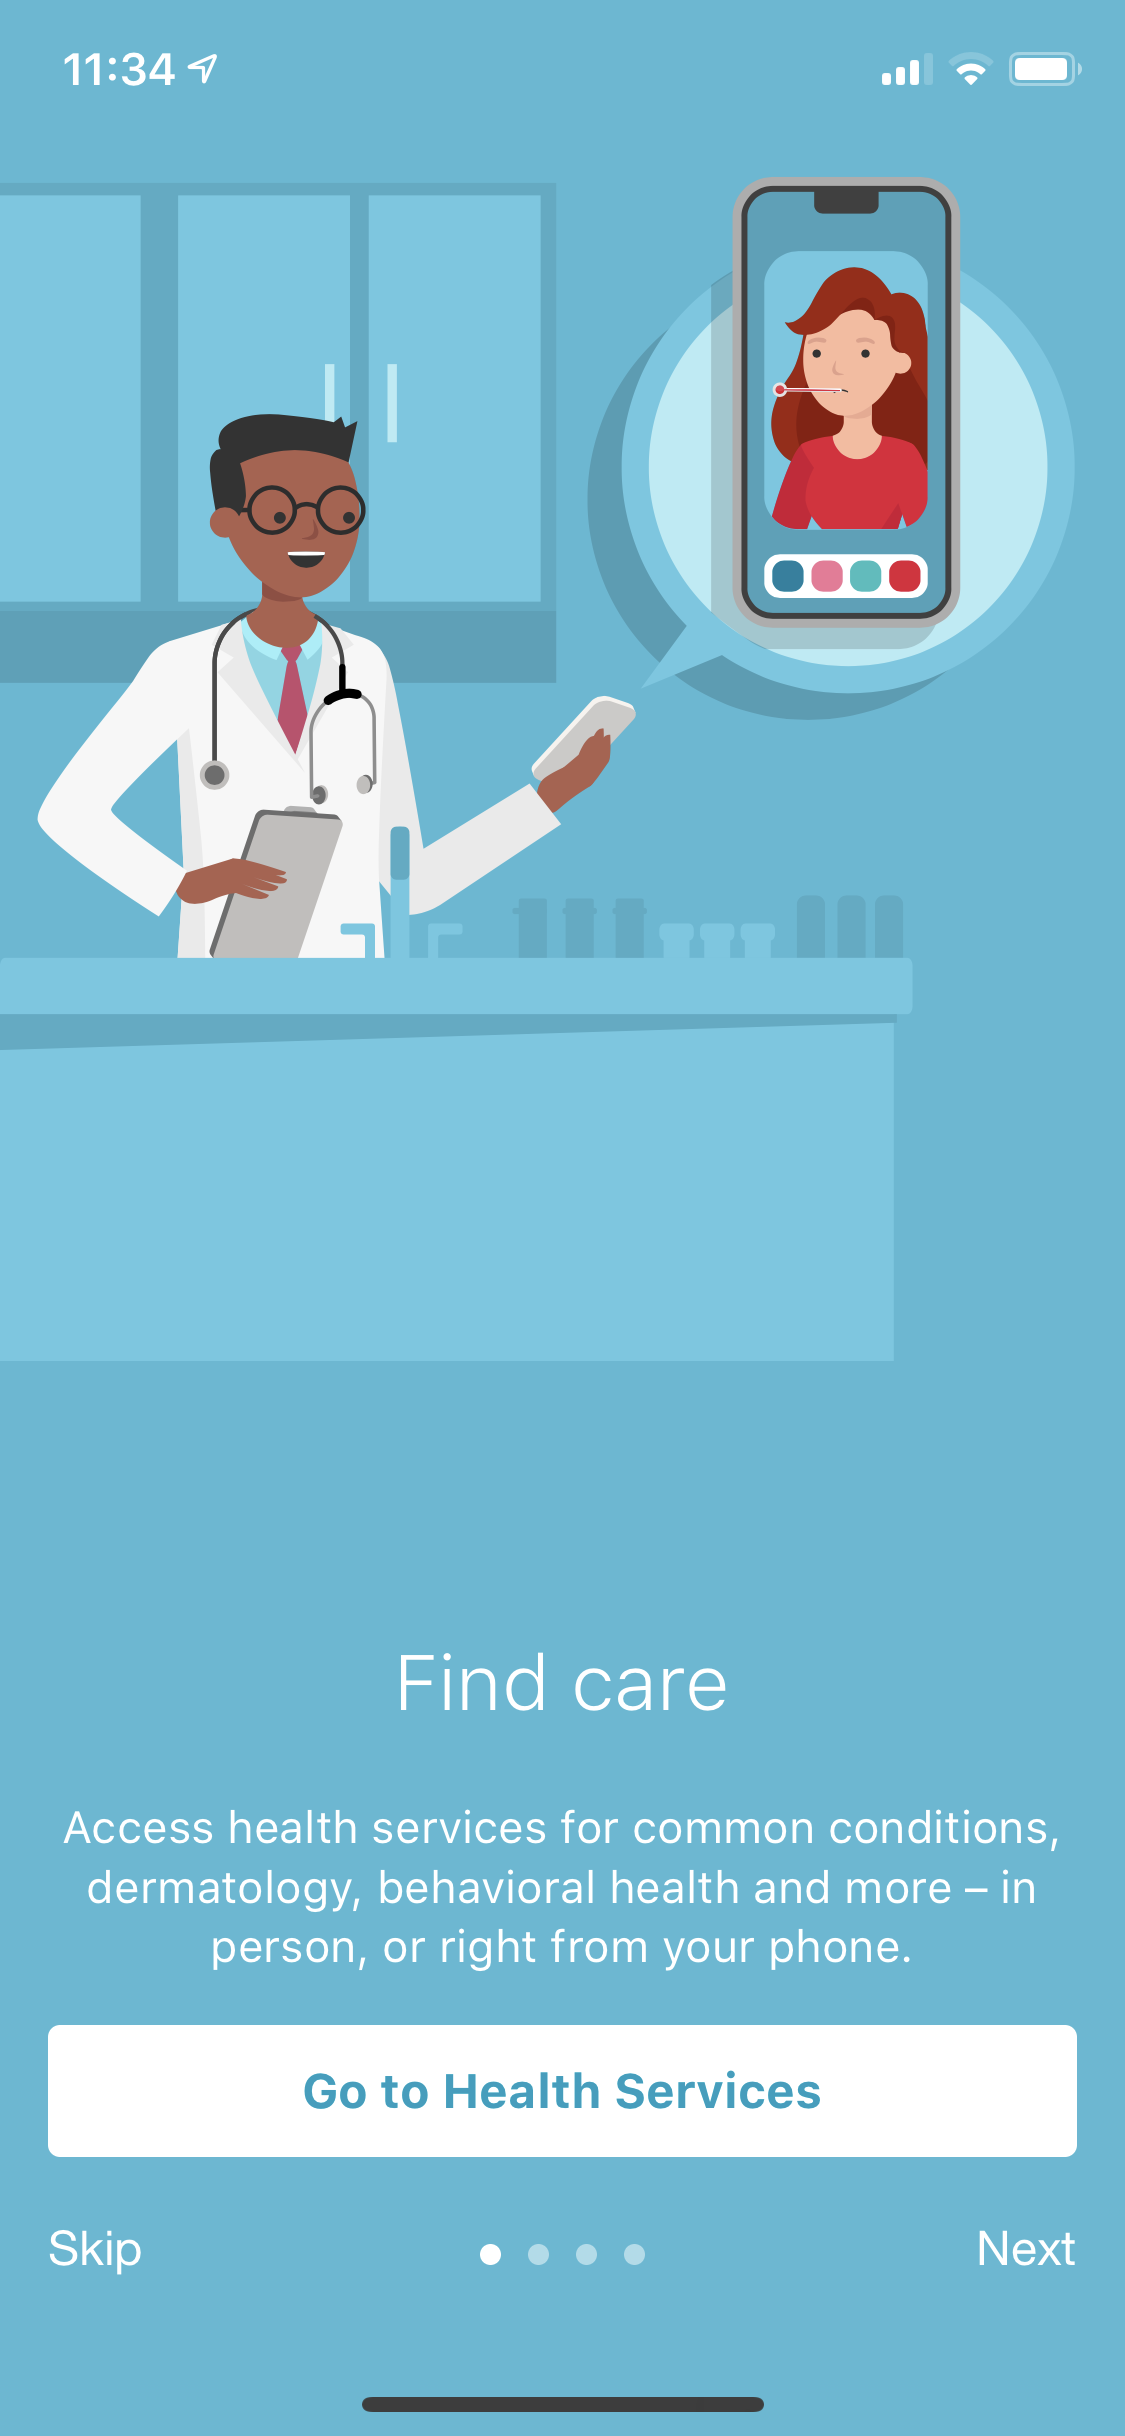 11:34
Find care
Access health services for common conditions,
dermatology, behavioral health and more – in
person, or right from your phone.
Go to Health Services
Skip
Next